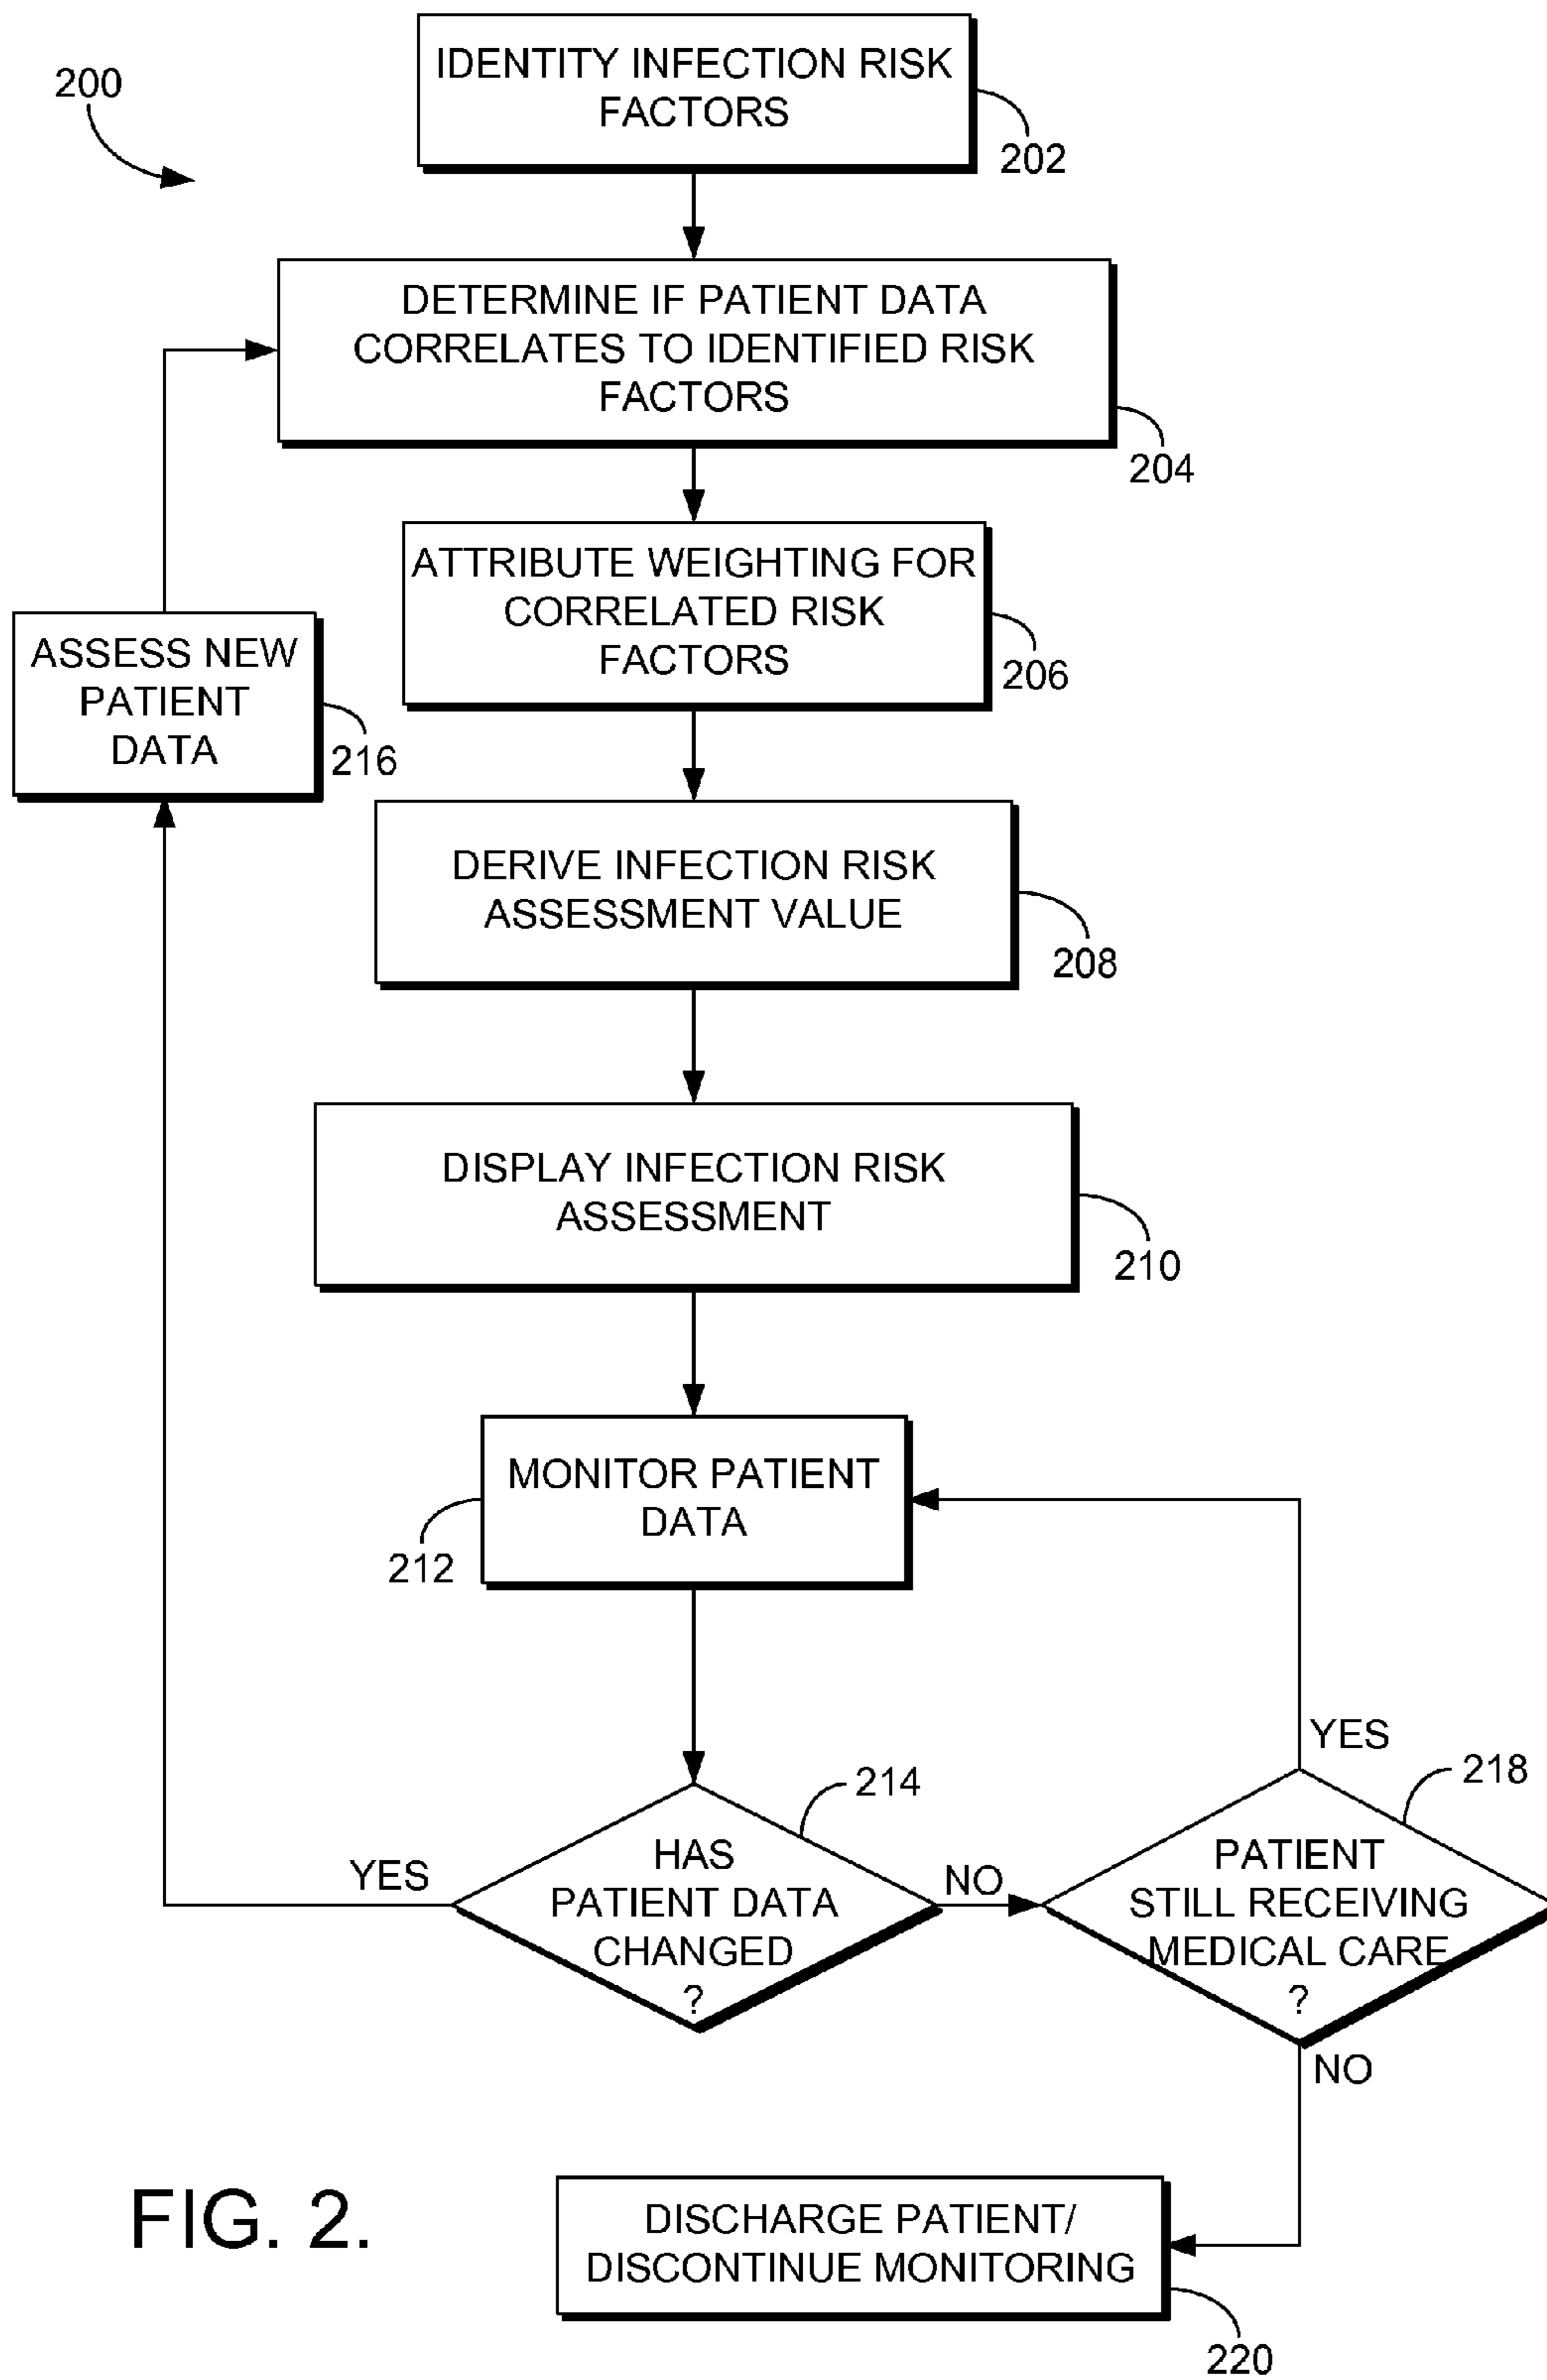 200
IDENTITY INFECTION RISK
FACTORS
202
DETERMINE IF PATIENT DATA
CORRELATES TO IDENTIFIED RISK
FACTORS
204
ATTRIBUTE WEIGHTING FOR
CORRELATED RISK
FACTORS
206
ASSESS NEW
PATIENT
DATA
216
DERIVE INFECTION RISK
ASSESSMENT VALUE
208
DISPLAY INFECTION RISK
ASSESSMENT
210
MONITOR PATIENT
DATA
212
HAS
PATIENT DATA
CHANGED
?
214
YES
NO
PATIENT
STILL RECEIVING
MEDICAL CARE
?
218
YES
NO
DISCHARGE PATIENT/
DISCONTINUE MONITORING
220
FIG. 2.